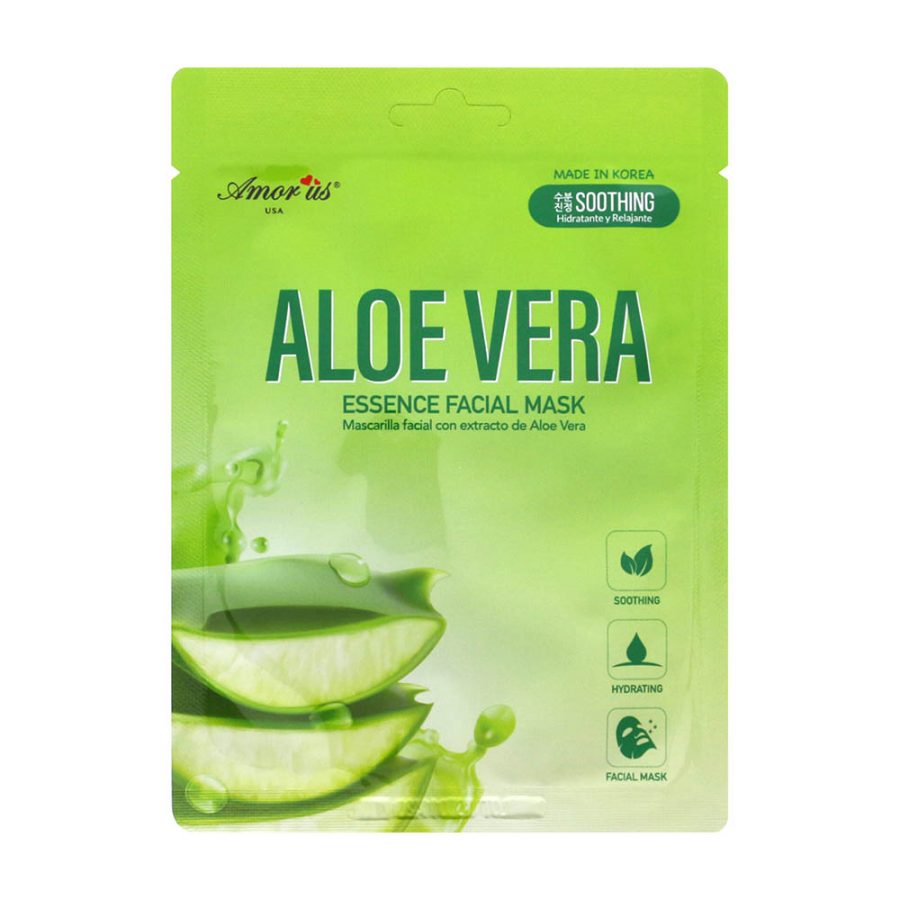 Amor us®
USA
MADE IN KOREA
수분
진정
SOOTHING
Hidratante y Relajante
ALOE VERA
ESSENCE FACIAL MASK
Mascarilla facial con extracto de Aloe Vera
SOOTHING
HYDRATING
FACIAL MASK